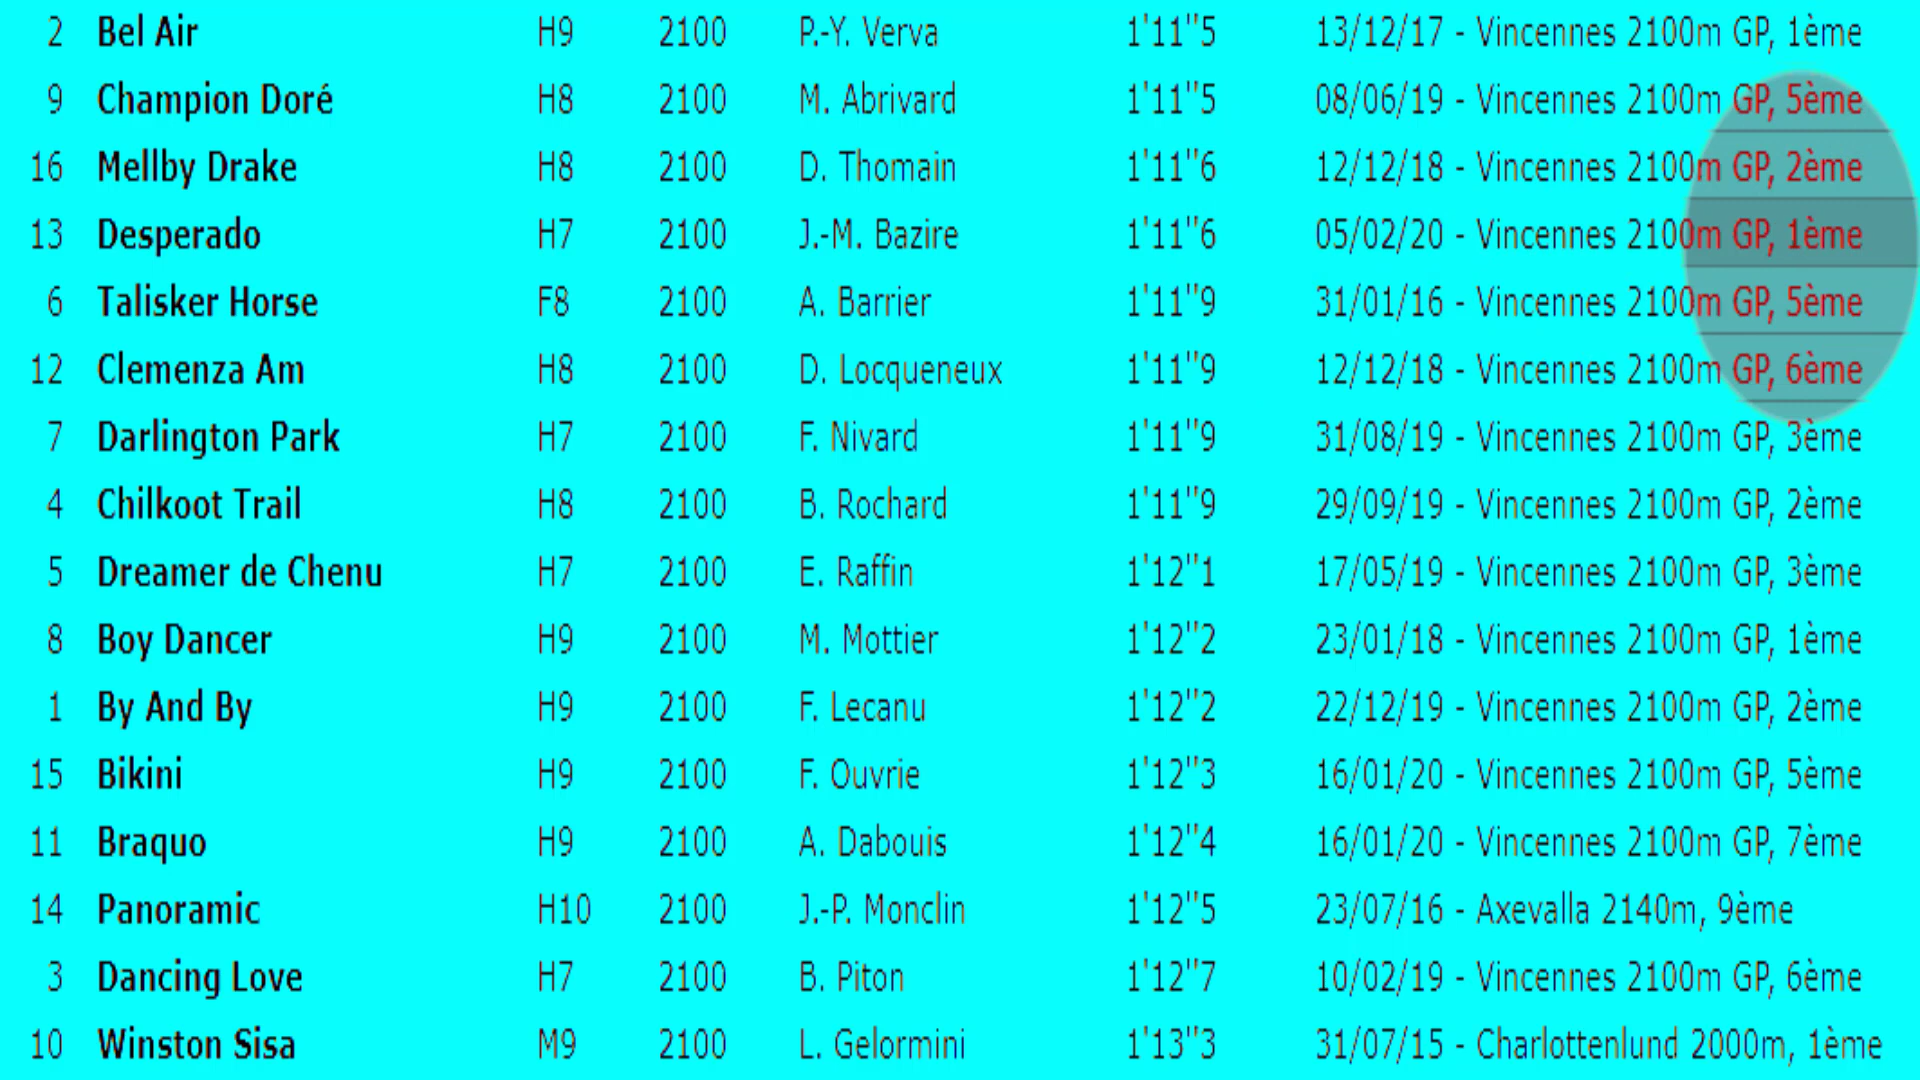 2 Bel Air H9 2100 P.-Y. Verva 1'11"5 13/12/17 - Vincennes 2100m GP, 1ème
9 Champion Doré H8 2100 M. Abrivard 1'11"5 08/06/19 - Vincennes 2100m GP, 5ème
16 Mellby Drake H8 2100 D. Thomain 1'11"6 12/12/18 - Vincennes 2100m GP, 2ème
13 Desperado H7 2100 J.-M. Bazire 1'11"6 05/02/20 - Vincennes 2100m GP, 1ème
6 Talisker Horse F8 2100 A. Barrier 1'11"9 31/01/16 - Vincennes 2100m GP, 5ème
12 Clemenza Am H8 2100 D. Locqueneux 1'11"9 12/12/18 - Vincennes 2100m GP, 6ème
7 Darlington Park H7 2100 F. Nivard 1'11"9 31/08/19 - Vincennes 2100m GP, 3ème
4 Chilkoot Trail H8 2100 B. Rochard 1'11"9 29/09/19 - Vincennes 2100m GP, 2ème
5 Dreamer de Chenu H7 2100 E. Raffin 1'12"1 17/05/19 - Vincennes 2100m GP, 3ème
8 Boy Dancer H9 2100 M. Mottier 1'12"2 23/01/18 - Vincennes 2100m GP, 1ème
1 By And By H9 2100 F. Lecanu 1'12"2 22/12/19 - Vincennes 2100m GP, 2ème
15 Bikini H9 2100 F. Ouvrie 1'12"3 16/01/20 - Vincennes 2100m GP, 5ème
11 Braquo H9 2100 A. Dabouis 1'12"4 16/01/20 - Vincennes 2100m GP, 7ème
14 Panoramic H10 2100 J.-P. Monclin 1'12"5 23/07/16 - Axevalla 2140m, 9ème
3 Dancing Love H7 2100 B. Piton 1'12"7 10/02/19 - Vincennes 2100m GP, 6ème
10 Winston Sisa M9 2100 L. Gelormini 1'13"3 31/07/15 - Charlottenlund 2000m, 1ème